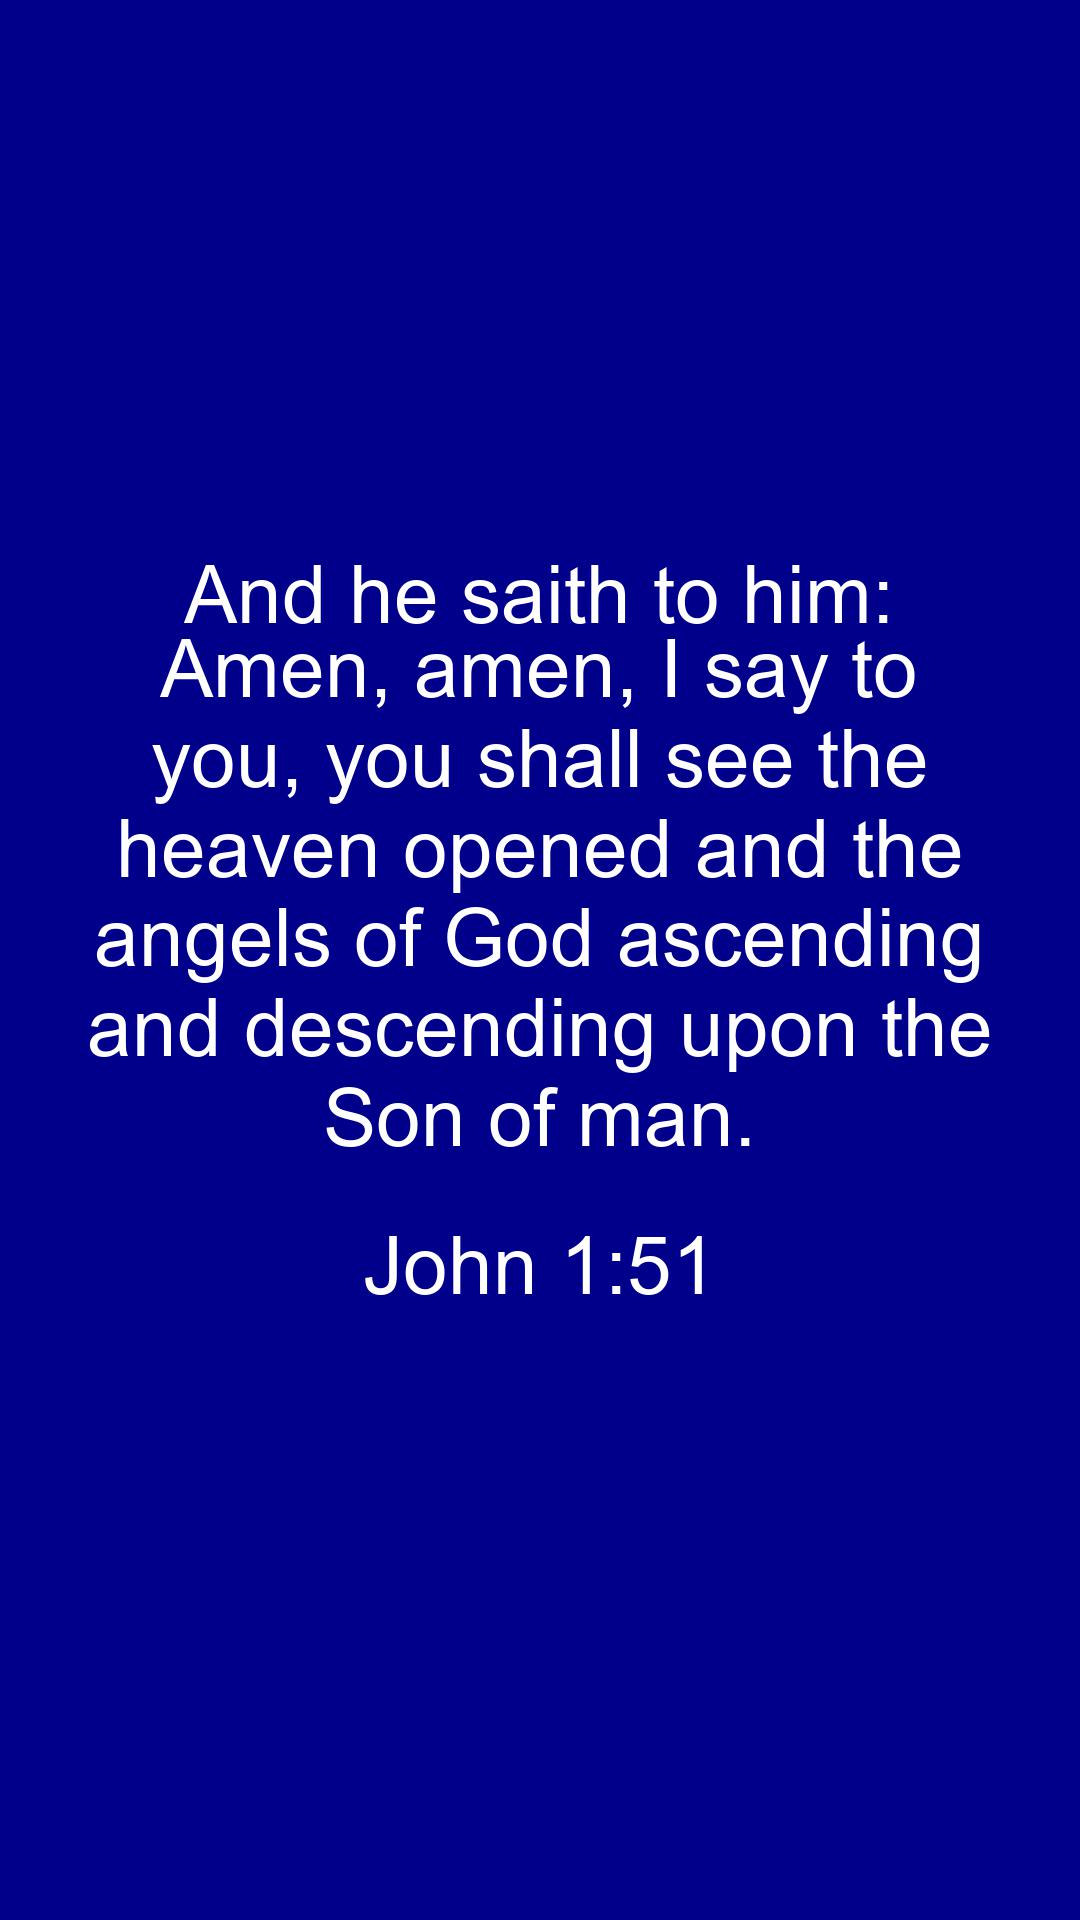 And he saith to him:
Amen, amen, I say to
you, you shall see the
heaven opened and the
angels of God ascending
and descending upon the
Son of man.
John 1:51